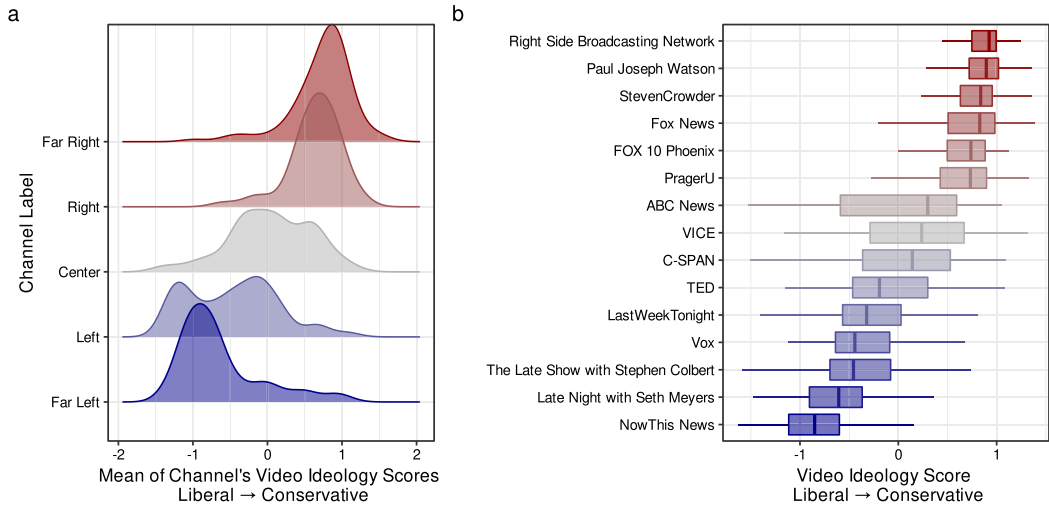 a
Channel Label
Far Right
Right
Center
Left
Far Left
-2 -1 0 1 2
Mean of Channel's Video Ideology Scores
Liberal → Conservative
b
Right Side Broadcasting Network
Paul Joseph Watson
StevenCrowder
Fox News
FOX 10 Phoenix
PragerU
ABC News
VICE
C-SPAN
TED
LastWeekTonight
Vox
The Late Show with Stephen Colbert
Late Night with Seth Meyers
NowThis News
-1 0 1
Video Ideology Score
Liberal → Conservative